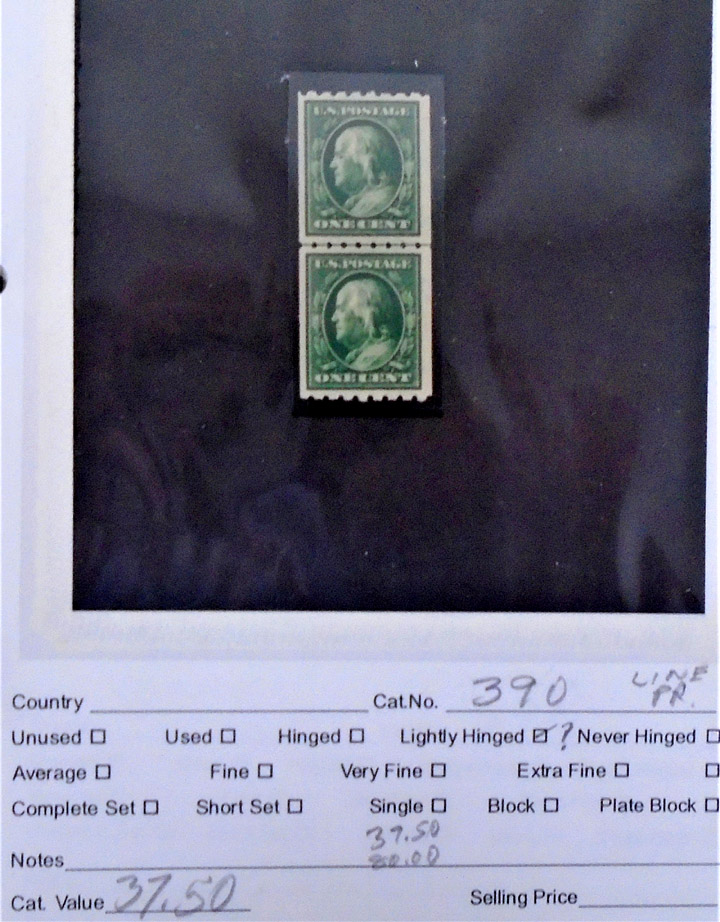 U.S. POSTAGE
ONE CENT
U.S. POSTAGE
ONE CENT
LINE
Country Cat.No. 390 PR.
Unused ☐ Used ☐ Hinged ☐ Lightly Hinged ☑ ? Never Hinged ☐
Average ☐ Fine ☐ Very Fine ☐ Extra Fine ☐ ☐
Complete Set ☐ Short Set ☐ Single ☐ Block ☐ Plate Block ☐
37.50
Notes 80.00
Cat. Value 37.50 Selling Price